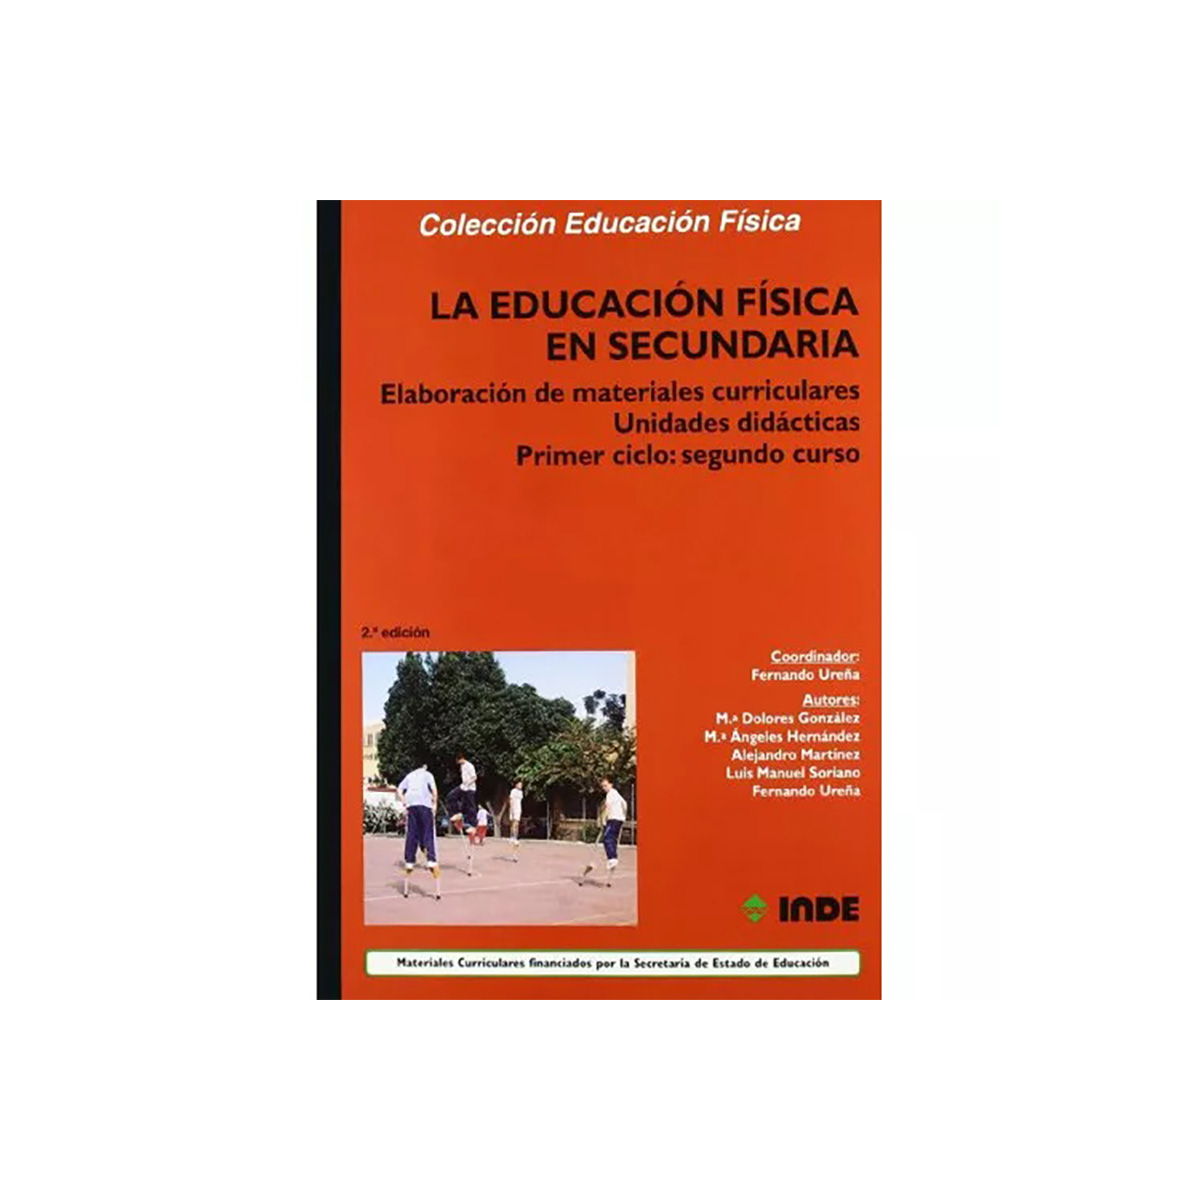 Colección Educación Física
LA EDUCACIÓN FÍSICA
EN SECUNDARIA
Elaboración de materiales curriculares
Unidades didácticas
Primer ciclo: segundo curso
2.ª edición
Coordinador:
Fernando Ureña
Autores:
M.ª Dolores González
M.ª Ángeles Hernández
Alejandro Martínez
Luis Manuel Soriano
Fernando Ureña
INDE
Materiales Curriculares financiados por la Secretaria de Estado de Educación